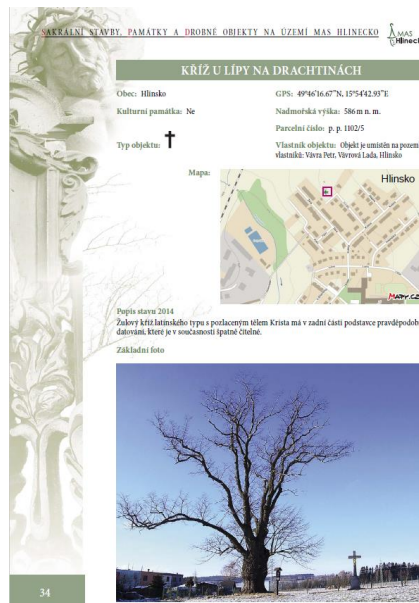 SAKRÁLNÍ STAVBY, PAMÁTKY A DROBNÉ OBJEKTY NA ÚZEMÍ MAS HLINECKO
MAS
Hlinecko
KŘÍŽ U LÍPY NA DRACHTINÁCH
Obec: Hlinsko
GPS: 49°46'16.67"N, 15°54'42.93"E
Kulturní památka: Ne
Nadmořská výška: 586 m n. m.
Parcelní číslo: p. p. 1102/5
Typ objektu:
Vlastník objektu: Objekt je umístěn na pozem
vlastníků: Vávra Petr, Vávrová Lada, Hlinsko
Mapa:
Hlinsko
MAPY.CZ
Popis stavu 2014
Žulový kříž latinského typu s pozlaceným tělem Krista má v zadní části podstavce pravděpodob
datování, které je v současnosti špatně čitelné.
Základní foto
34